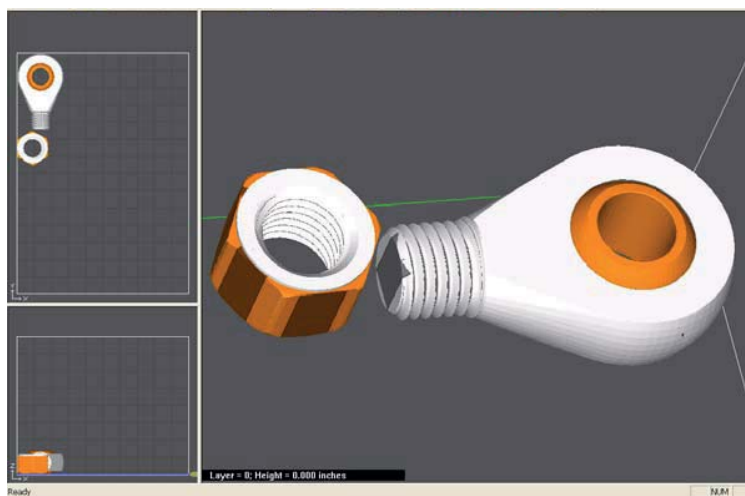 Y
X
Z
X
Layer = 0; Height = 0.000 inches
Ready
NUM